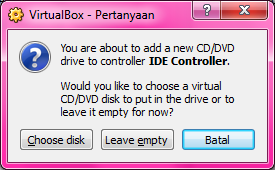 VirtualBox - Pertanyaan
You are about to add a new CD/DVD
drive to controller IDE Controller.
Would you like to choose a virtual
CD/DVD disk to put in the drive or to
leave it empty for now?
Choose disk Leave empty Batal